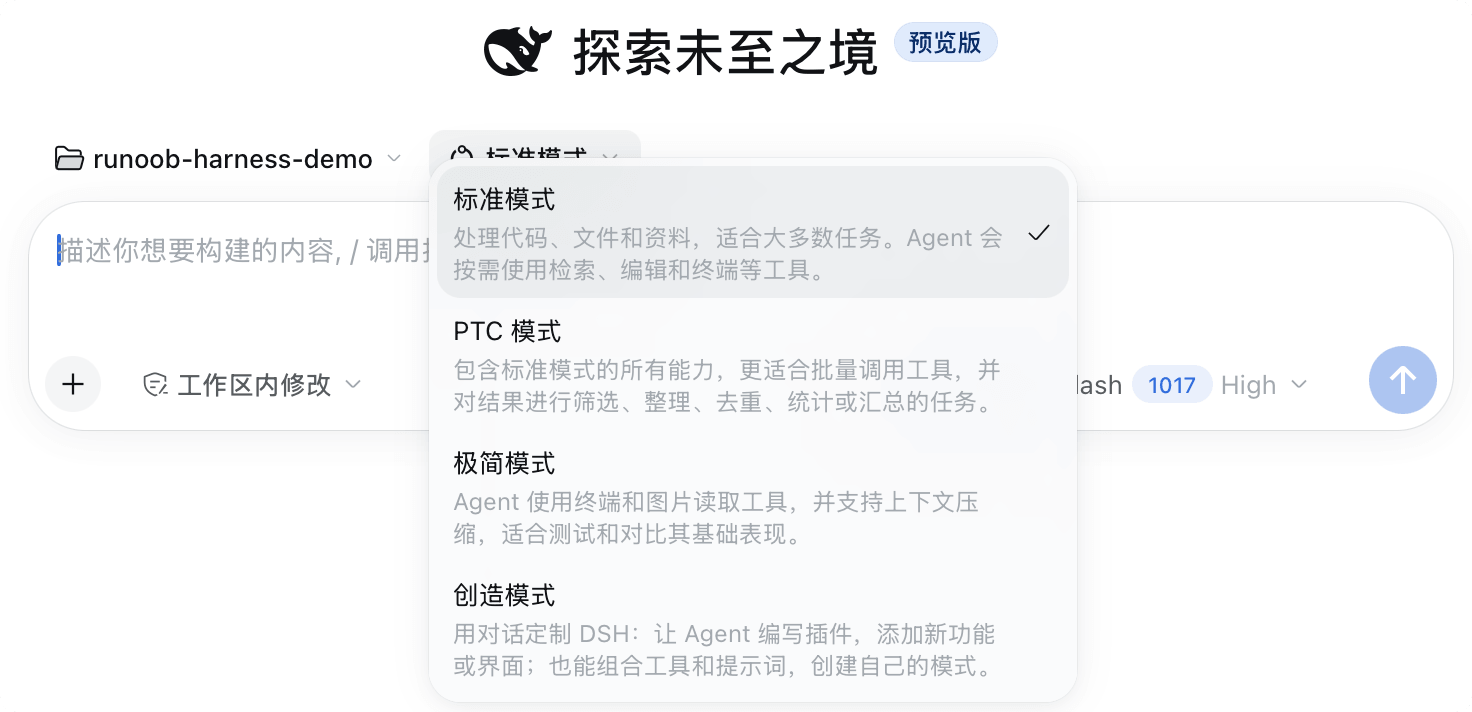 探索未至之境 预览版
runoob-harness-demo 标准模式
描述你想要构建的内容, / 调用
标准模式
处理代码、文件和资料，适合大多数任务。Agent 会
按需使用检索、编辑和终端等工具。
PTC 模式
包含标准模式的所有能力，更适合批量调用工具，并
对结果进行筛选、整理、去重、统计或汇总的任务。
极简模式
Agent 使用终端和图片读取工具，并支持上下文压
缩，适合测试和对比其基础表现。
创造模式
用对话定制 DSH：让 Agent 编写插件，添加新功能
或界面；也能组合工具和提示词，创建自己的模式。
工作区内修改
lash 1017 High